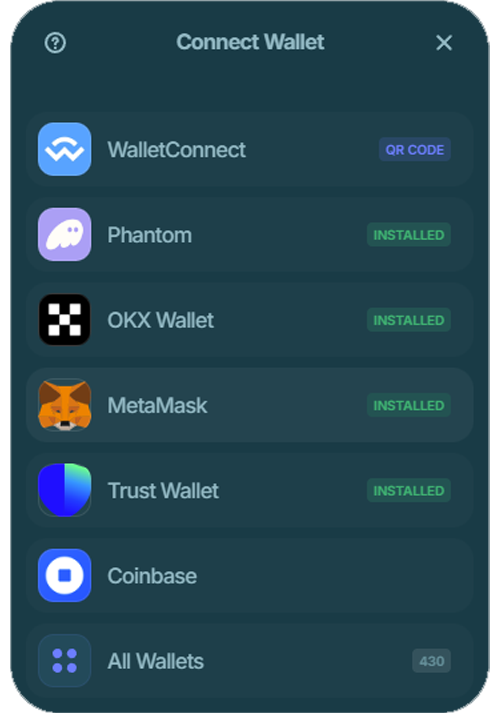 Connect Wallet
WalletConnect QR CODE
Phantom INSTALLED
OKX Wallet INSTALLED
MetaMask INSTALLED
Trust Wallet INSTALLED
Coinbase
All Wallets 430